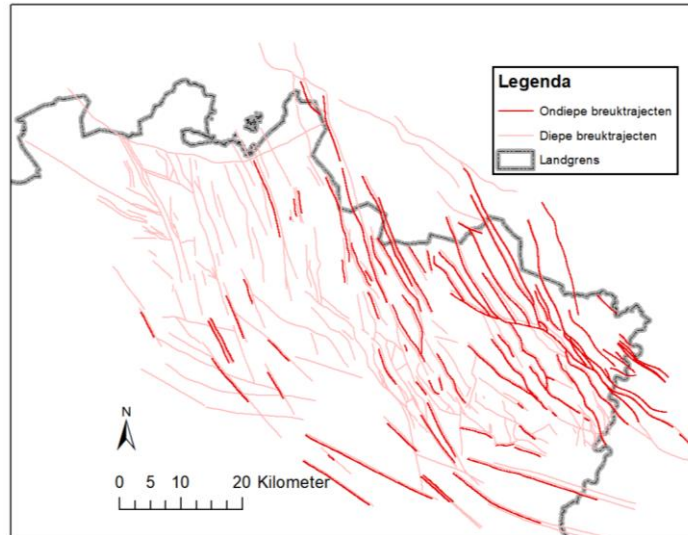 Legenda
Ondiepe breuktrajecten
Diepe breuktrajecten
Landgrens
N
0 5 10 20 Kilometer